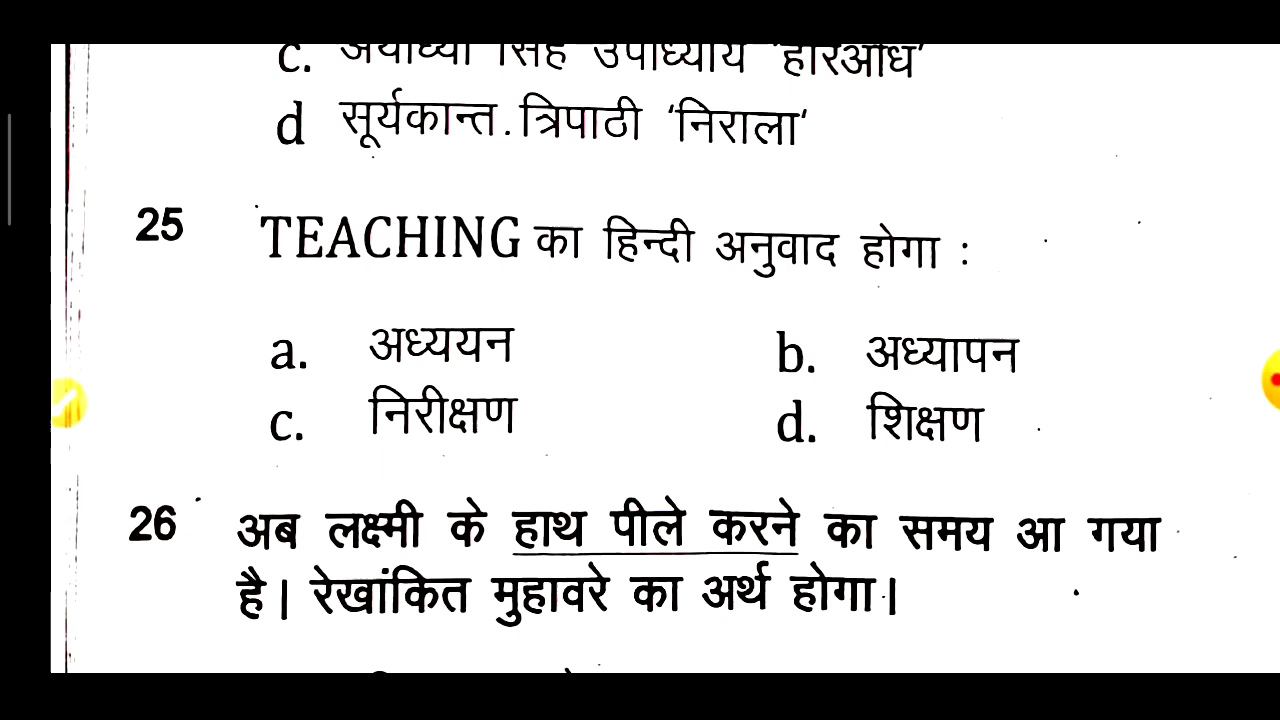 c. अयोध्या सिंह उपाध्याय 'हरिऔध'
d सूर्यकान्त.त्रिपाठी 'निराला'
25 TEACHING का हिन्दी अनुवाद होगा :
a. अध्ययन b. अध्यापन
c. निरीक्षण d. शिक्षण
26 अब लक्ष्मी के हाथ पीले करने का समय आ गया
है। रेखांकित मुहावरे का अर्थ होगा।